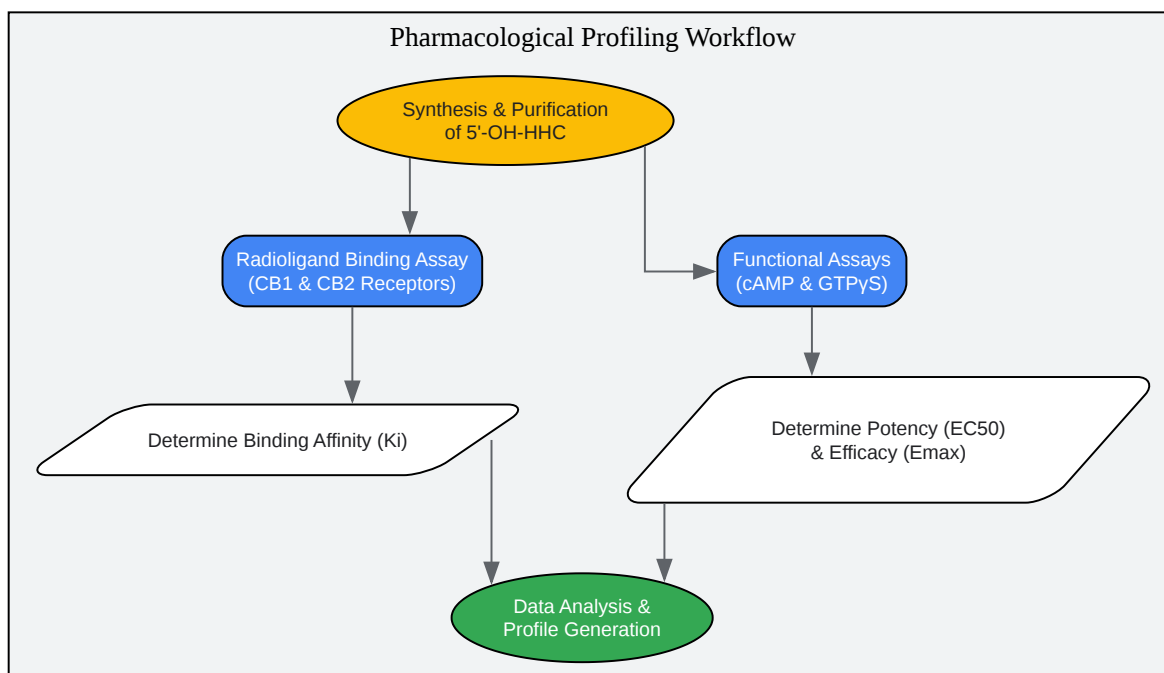 Pharmacological Profiling Workflow
Synthesis & Purification
of 5'-OH-HHC
Radioligand Binding Assay
(CB1 & CB2 Receptors)
Functional Assays
(cAMP & GTPγS)
Determine Binding Affinity (Ki)
Determine Potency (EC50)
& Efficacy (Emax)
Data Analysis &
Profile Generation